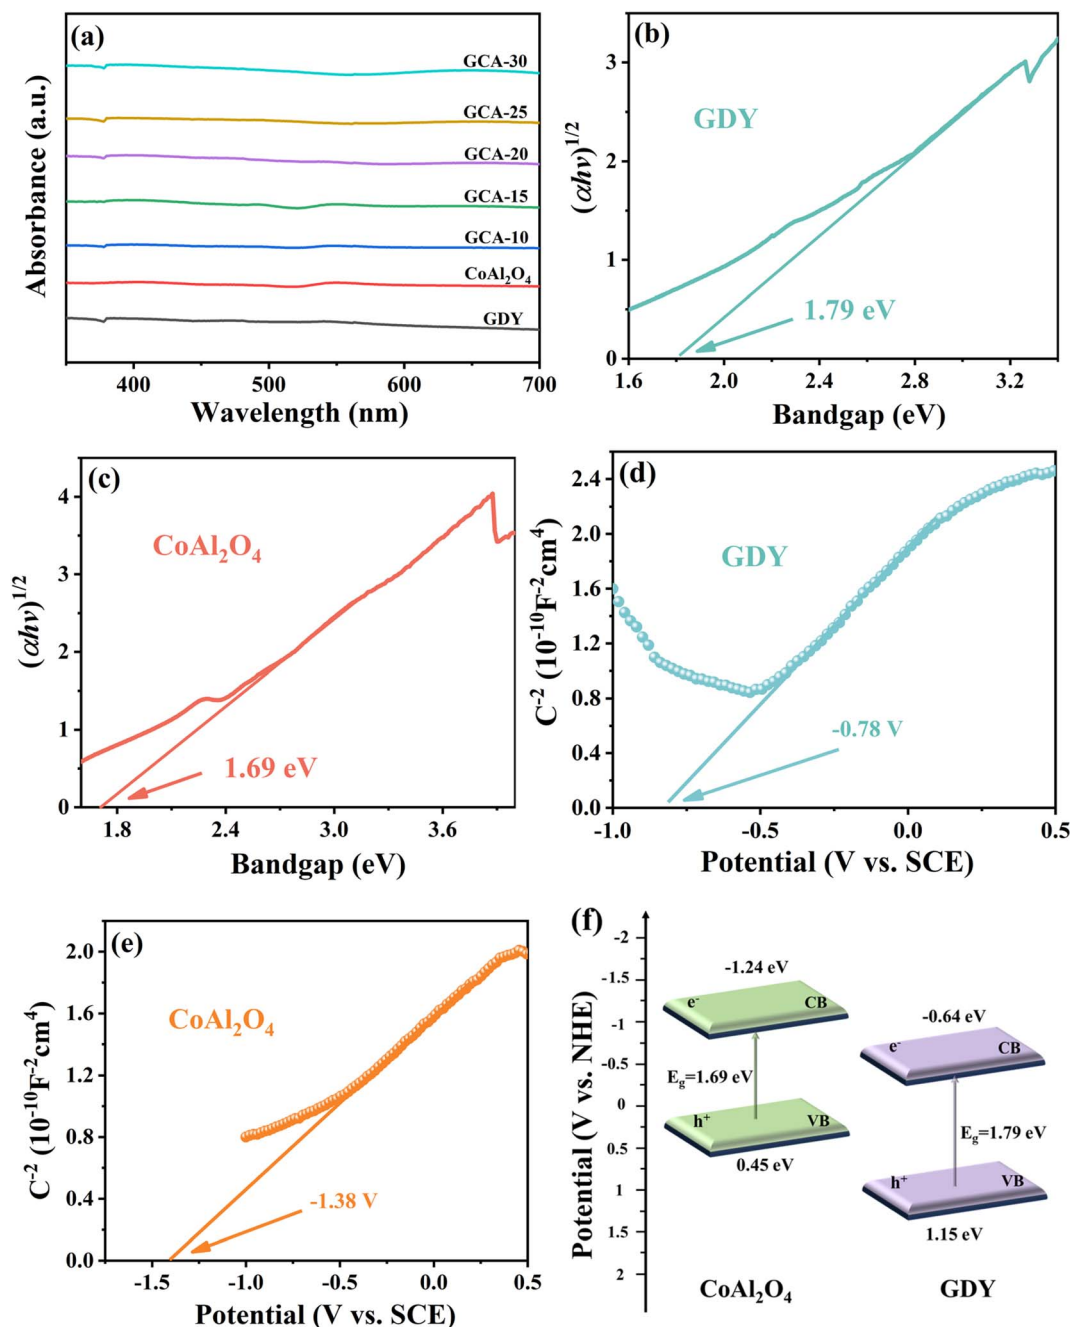 (a)
GCA-30
GCA-25
GCA-20
GCA-15
GCA-10
CoAl₂O₄
GDY
Absorbance (a.u.)
400 500 600 700
Wavelength (nm)
(b)
GDY
1.79 eV
(αhν)^1/2
3
2
1
0
1.6 2.0 2.4 2.8 3.2
Bandgap (eV)
(c)
CoAl₂O₄
1.69 eV
(αhν)^1/2
4
3
2
1
0
1.8 2.4 3.0 3.6
Bandgap (eV)
(d)
GDY
-0.78 V
C⁻² (10⁻¹⁰F⁻²cm⁴)
2.4
2.0
1.6
1.2
0.8
0.4
0.0
-1.0 -0.5 0.0 0.5
Potential (V vs. SCE)
(e)
CoAl₂O₄
-1.38 V
C⁻² (10⁻¹⁰F⁻²cm⁴)
2.0
1.6
1.2
0.8
0.4
0.0
-1.5 -1.0 -0.5 0.0 0.5
Potential (V vs. SCE)
(f)
Potential (V vs. NHE)
-2
-1.5
-1
-0.5
0
0.5
1
1.5
2
-1.24 eV
e⁻ CB
E_g=1.69 eV
h⁺ VB
0.45 eV
CoAl₂O₄
-0.64 eV
e⁻ CB
E_g=1.79 eV
h⁺ VB
1.15 eV
GDY